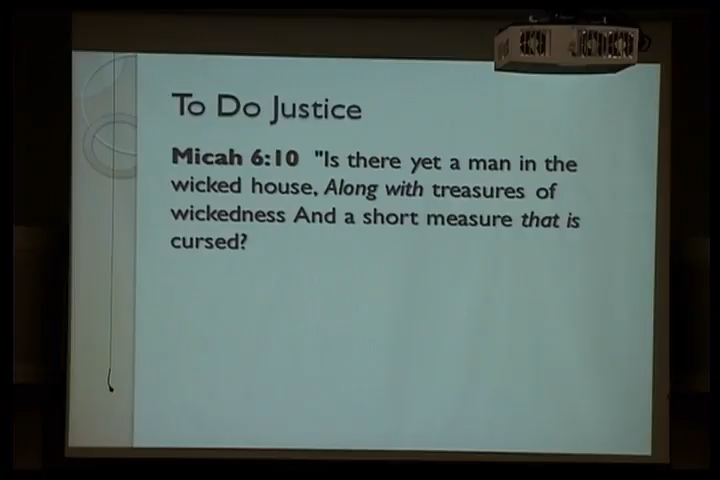 To Do Justice
Micah 6:10 "Is there yet a man in the
wicked house, Along with treasures of
wickedness And a short measure that is
cursed?